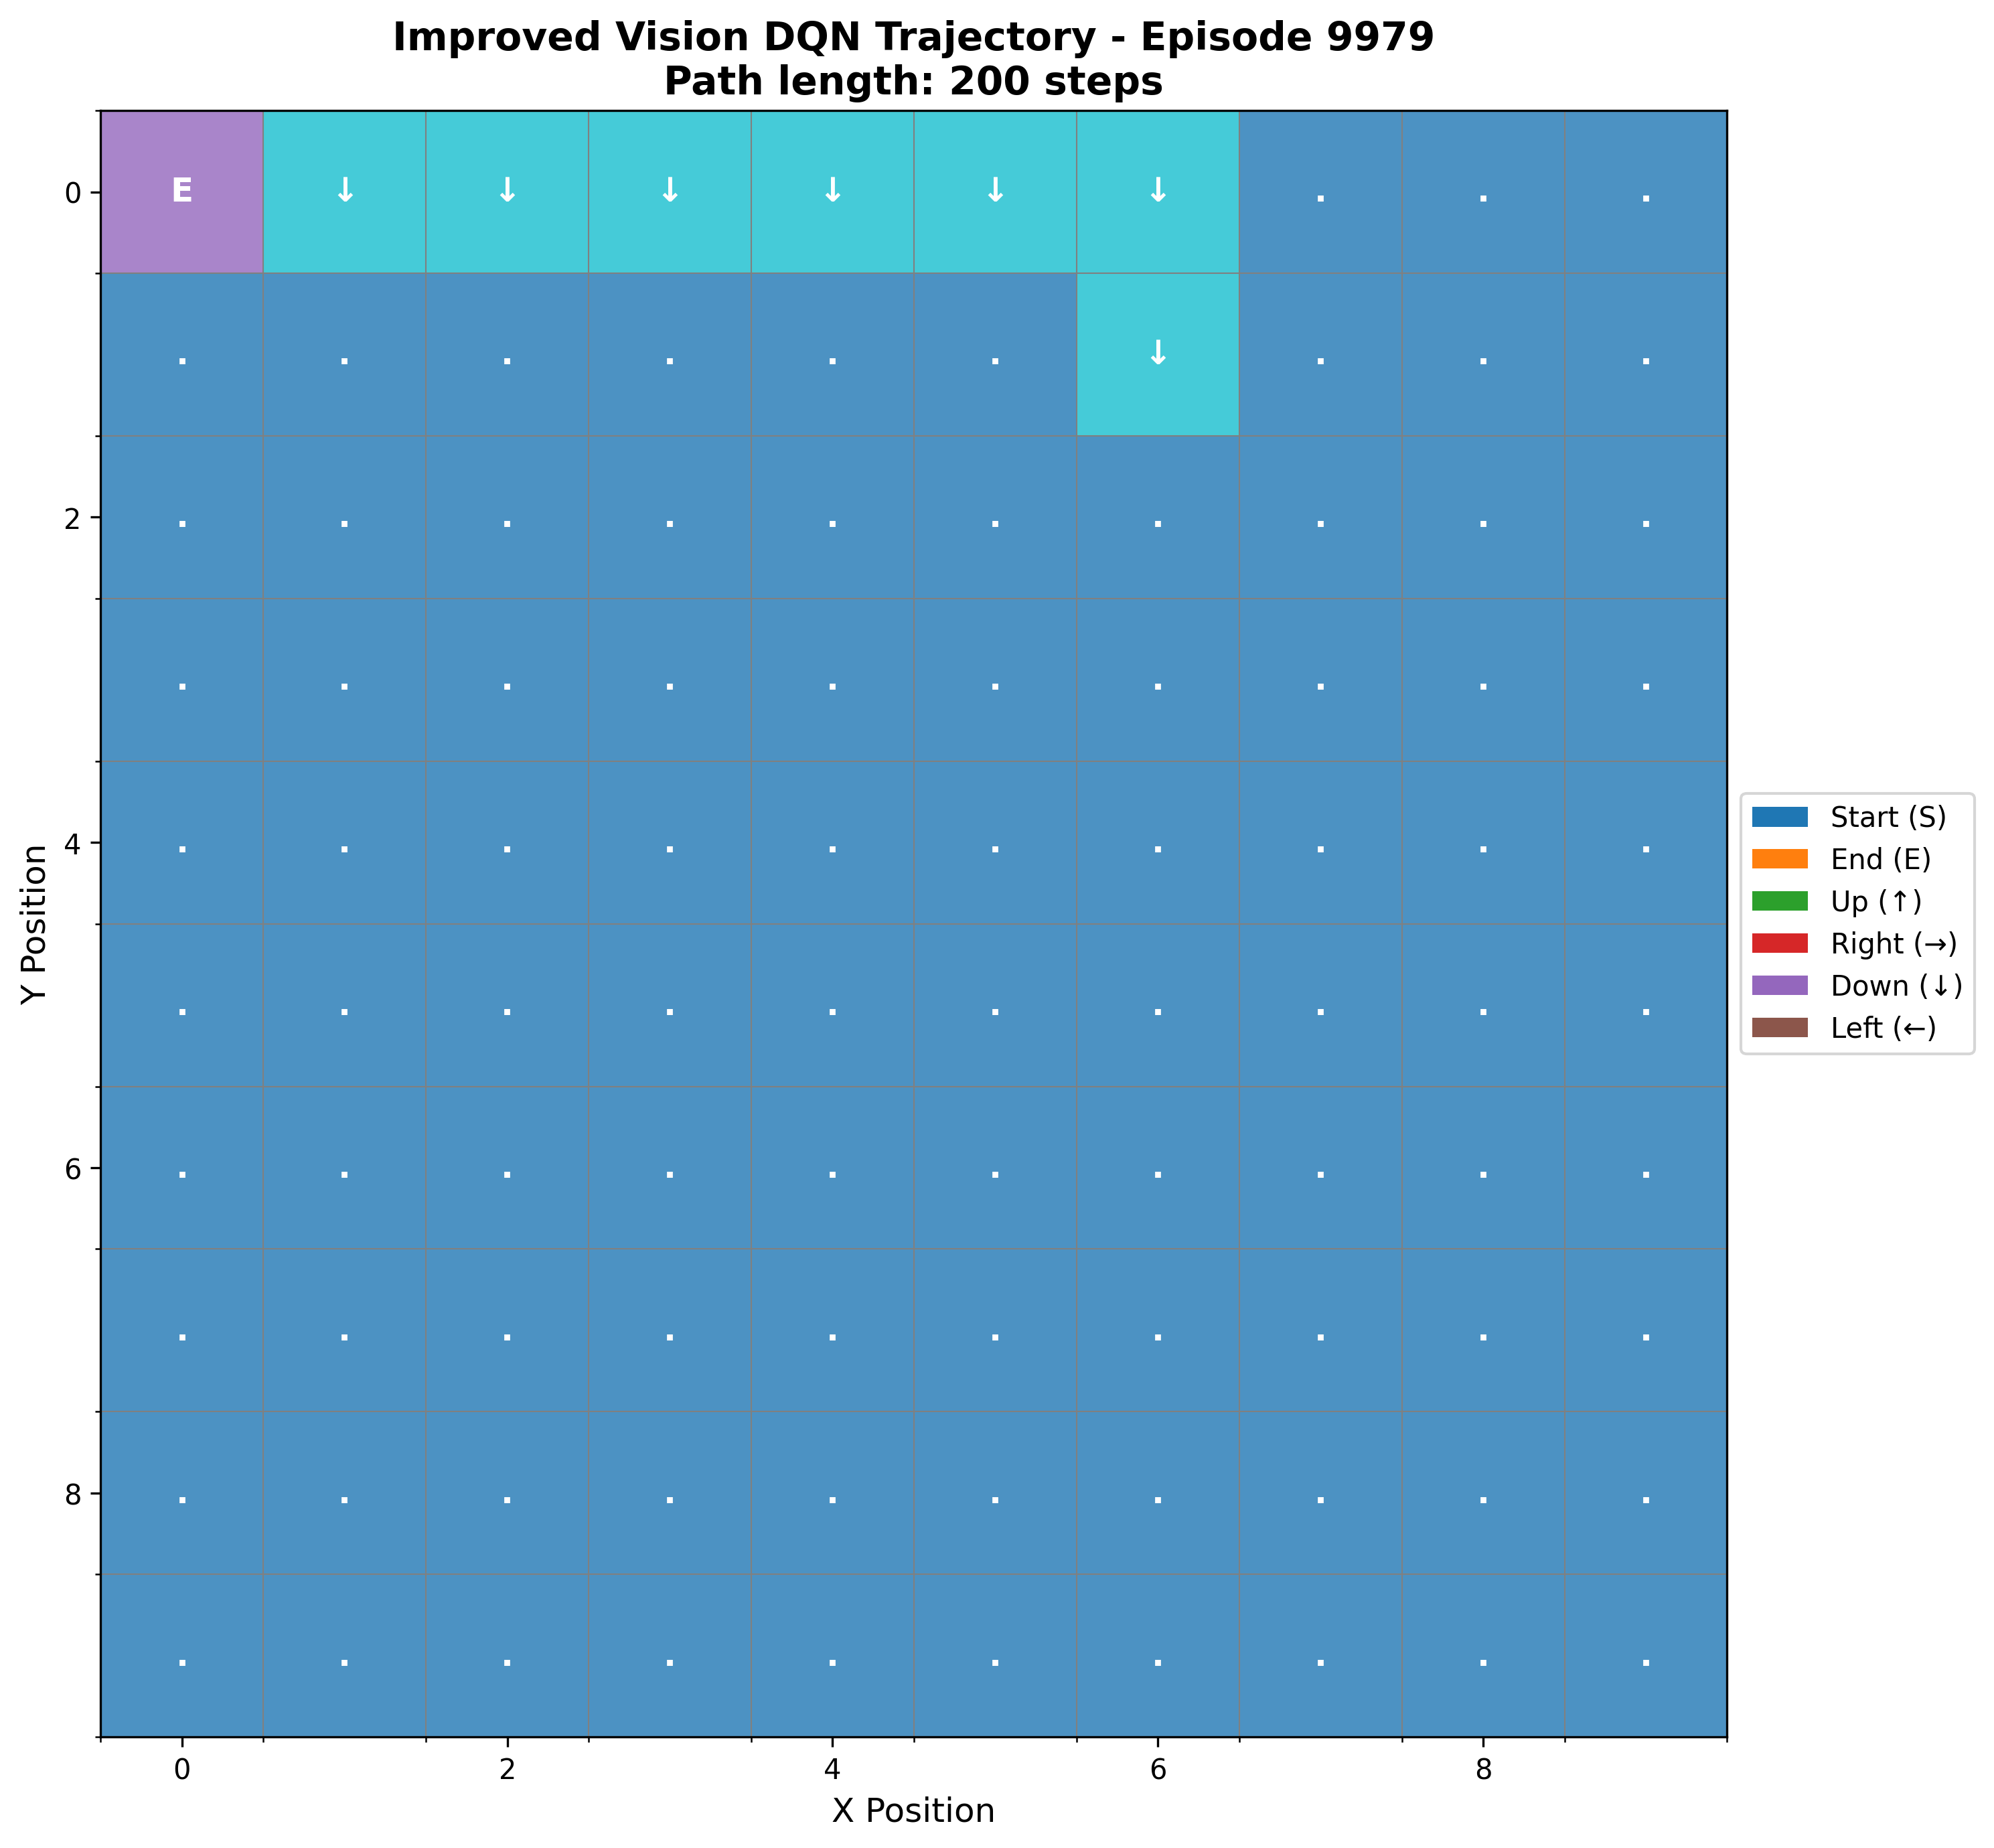 Improved Vision DQN Trajectory - Episode 9979
Path length: 200 steps
0
E ↓ ↓ ↓ ↓ ↓ ↓ . . .
. . . . . . ↓ . . .
2
. . . . . . . . . .
. . . . . . . . . .
4
. . . . . . . . . .
. . . . . . . . . .
6
. . . . . . . . . .
. . . . . . . . . .
8
. . . . . . . . . .
. . . . . . . . . .
0 2 4 6 8
X Position
Y Position
Start (S)
End (E)
Up (↑)
Right (→)
Down (↓)
Left (←)